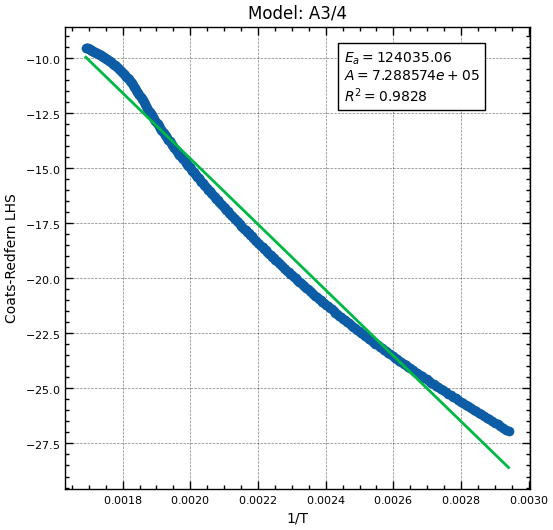 Model: A3/4
E_a = 124035.06
A = 7.288574e + 05
R^2 = 0.9828
Coats-Redfern LHS
−10.0
−12.5
−15.0
−17.5
−20.0
−22.5
−25.0
−27.5
0.0018 0.0020 0.0022 0.0024 0.0026 0.0028 0.0030
1/T